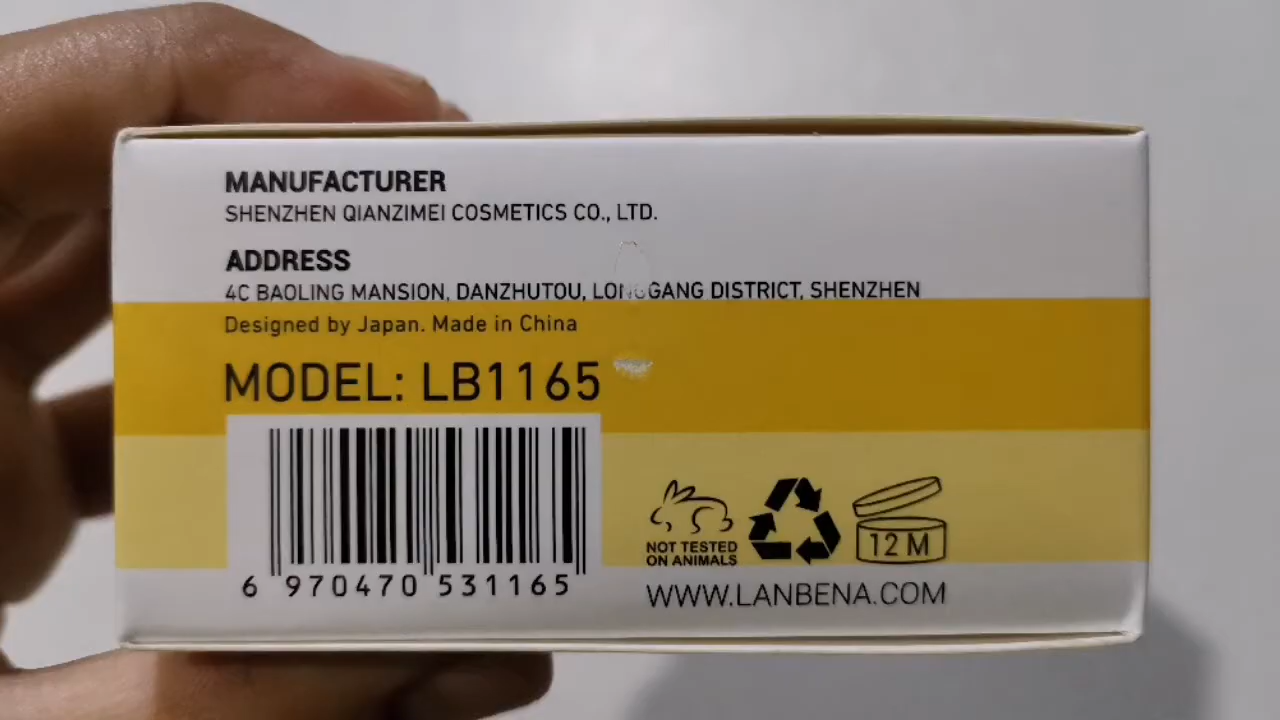 MANUFACTURER
SHENZHEN QIANZIMEI COSMETICS CO., LTD.
ADDRESS
4C BAOLING MANSION, DANZHUTOU, LONGGANG DISTRICT, SHENZHEN
Designed by Japan. Made in China
MODEL: LB1165
6 970470 531165
NOT TESTED
ON ANIMALS
12 M
WWW.LANBENA.COM